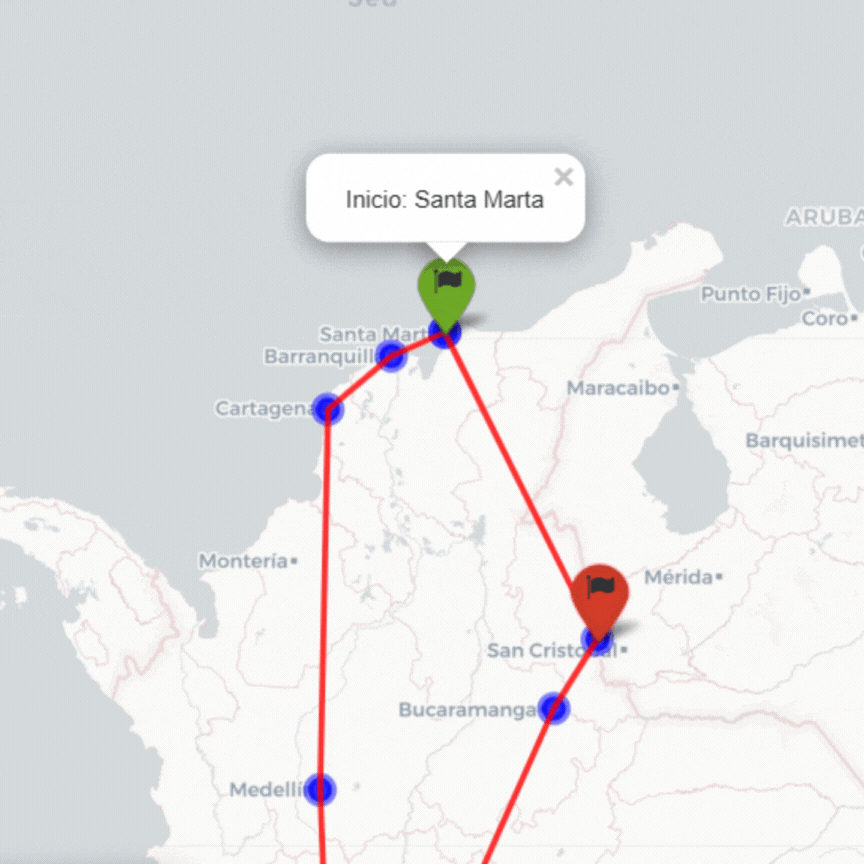 Sea
×
Inicio: Santa Marta
ARUBA
Punto Fijo
Coro
Santa Mart
Barranquill
Maracaibo
Cartagena
Barquisimet
Montería
Mérida
San Cristobal
Bucaramanga
Medellí